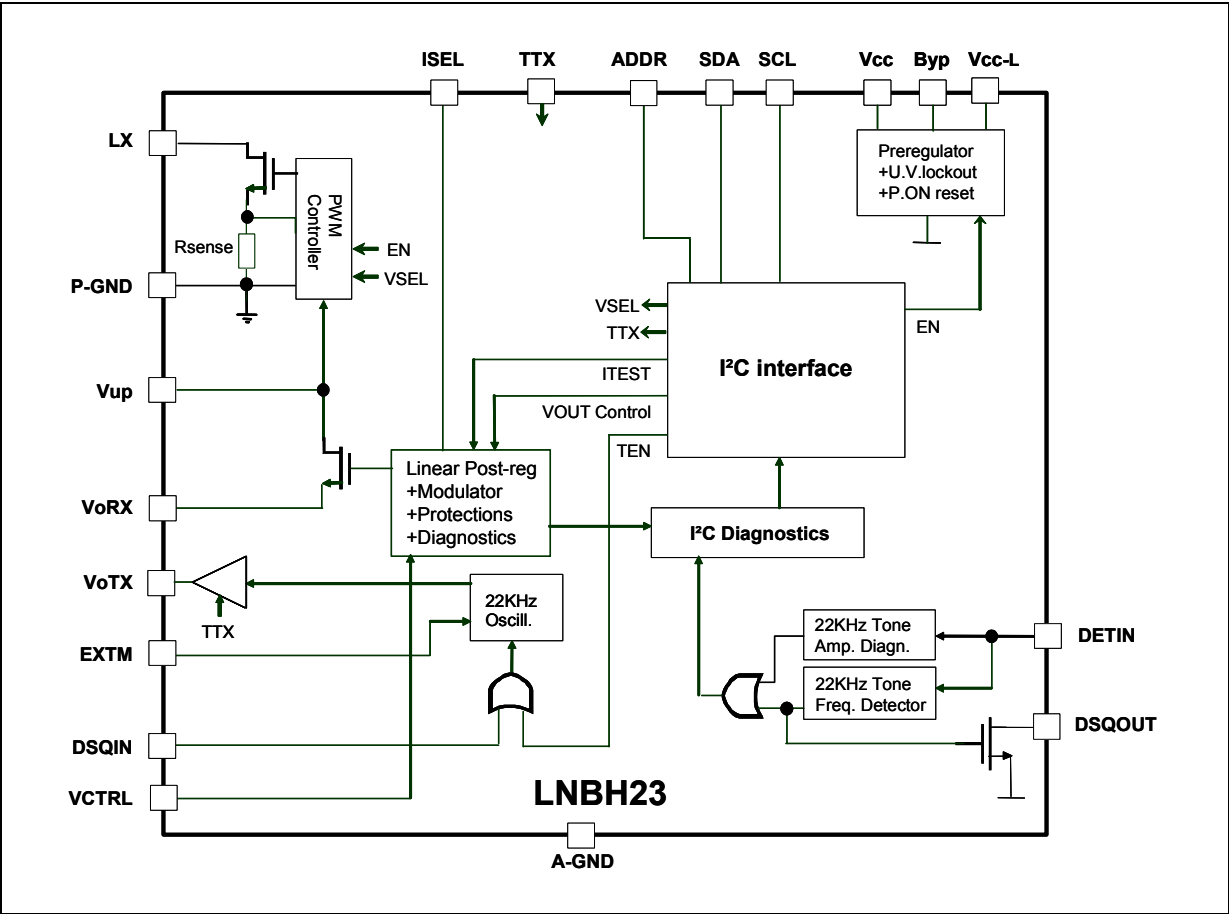 ISEL TTX ADDR SDA SCL Vcc Byp Vcc-L
LX
PWM
Controller
Preregulator
+U.V.lockout
+P.ON reset
Rsense
EN
VSEL
P-GND
VSEL
TTX
ITEST
VOUT Control
TEN
I²C interface
EN
Vup
Linear Post-reg
+Modulator
+Protections
+Diagnostics
VoRX
I²C Diagnostics
VoTX
TTX
22KHz
Oscill.
EXTM
22KHz Tone
Amp. Diagn.
DETIN
22KHz Tone
Freq. Detector
DSQOUT
DSQIN
VCTRL
LNBH23
A-GND